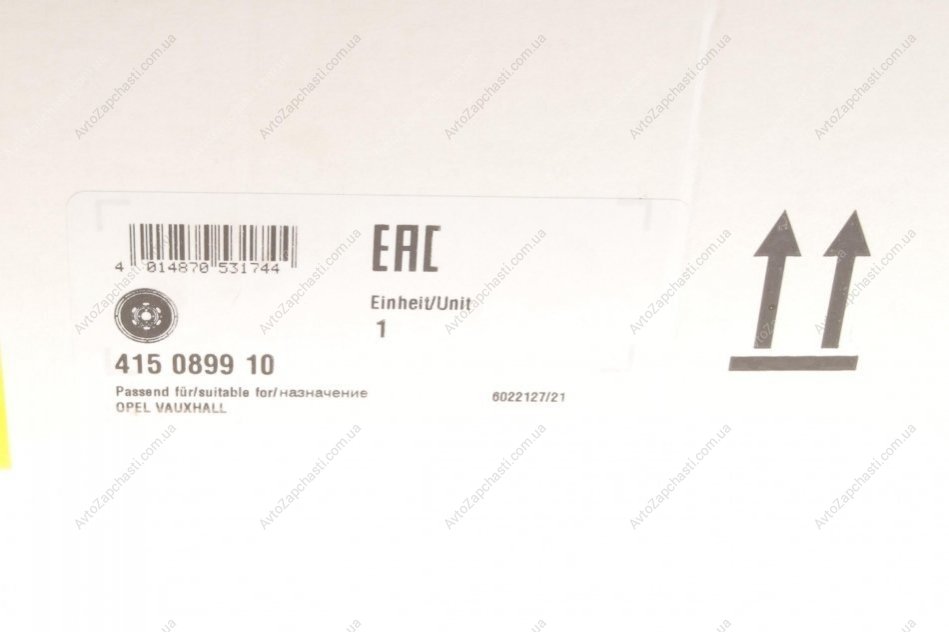 4 014870 531744
EAC
Einheit/Unit
1
415 0899 10
Passend für/suitable for/назначение
OPEL VAUXHALL
6022127/21
AvtoZapchasti.com.ua